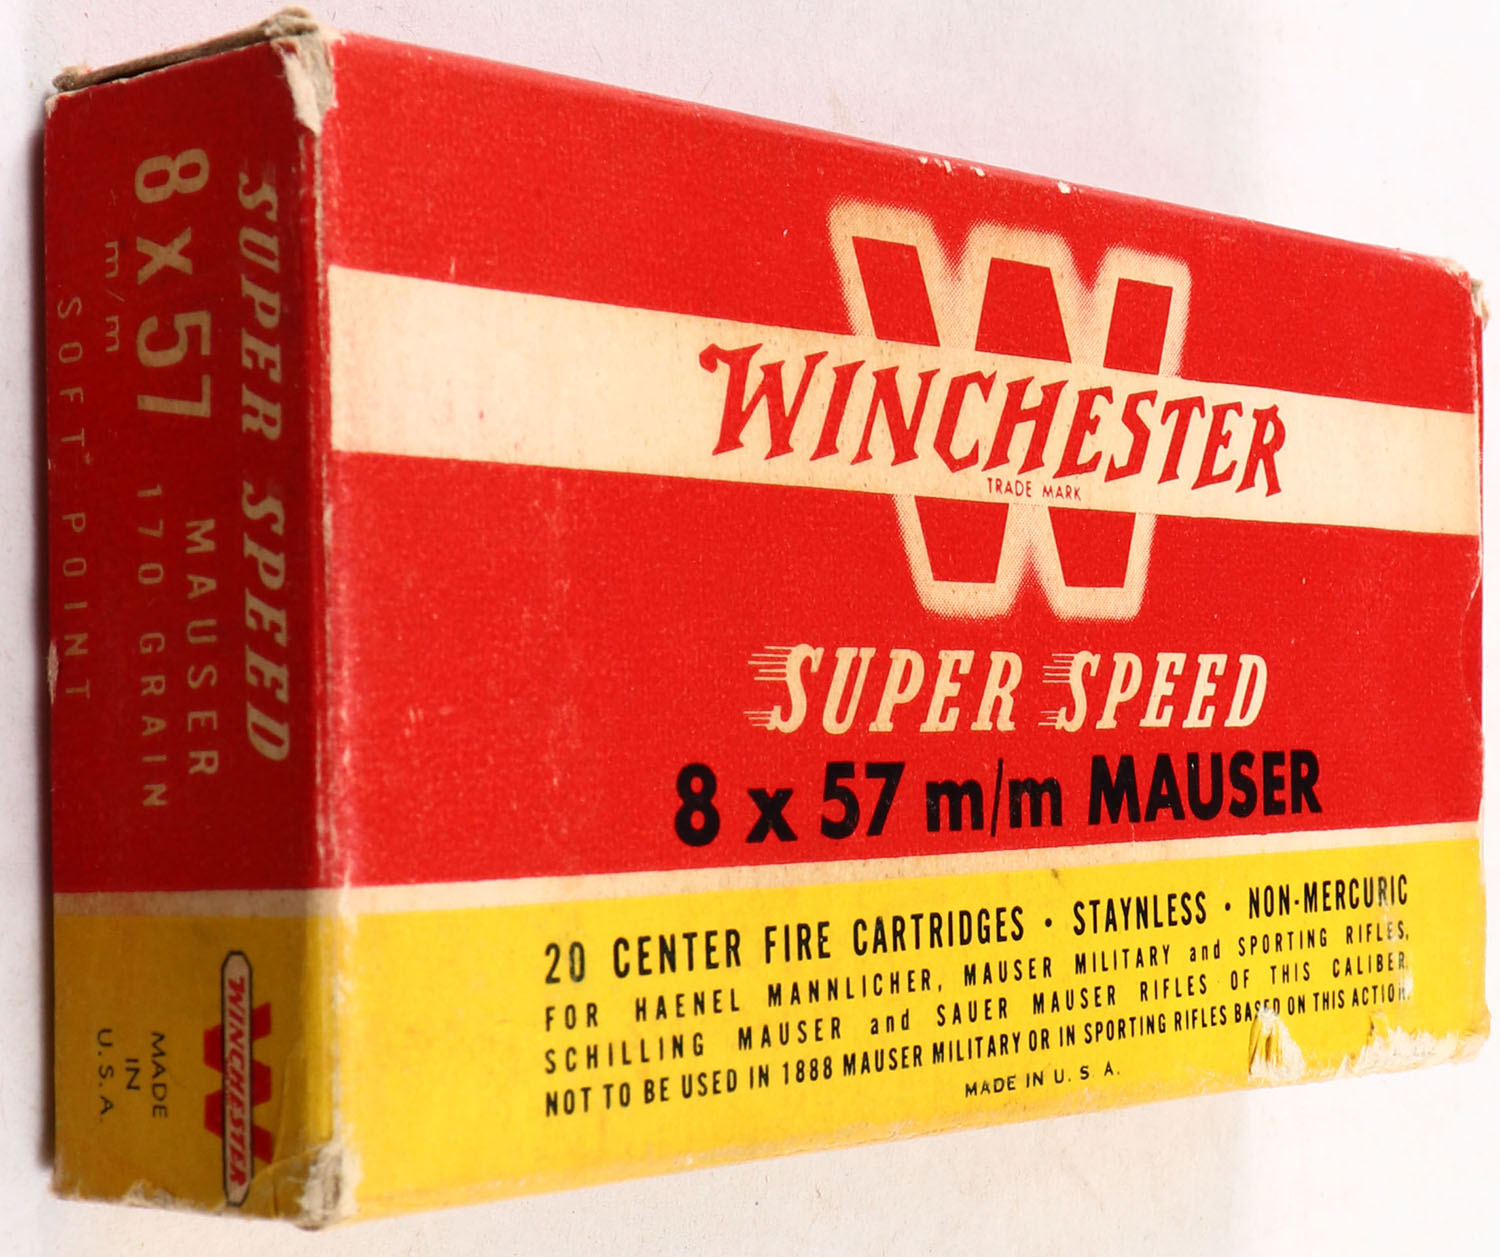 WINCHESTER
TRADE MARK
SUPER SPEED
8 x 57 m/m MAUSER
20 CENTER FIRE CARTRIDGES • STAYNLESS • NON-MERCURIC
FOR HAENEL MANNLICHER, MAUSER MILITARY and SPORTING RIFLES,
SCHILLING MAUSER and SAUER MAUSER RIFLES OF THIS CALIBER.
NOT TO BE USED IN 1888 MAUSER MILITARY OR IN SPORTING RIFLES BASED ON THIS ACTION.
MADE IN U. S. A.
SUPER SPEED
8 X 57
m/m
MAUSER
170 GRAIN
SOFT POINT
W
WINCHESTER
MADE
IN
U.S.A.